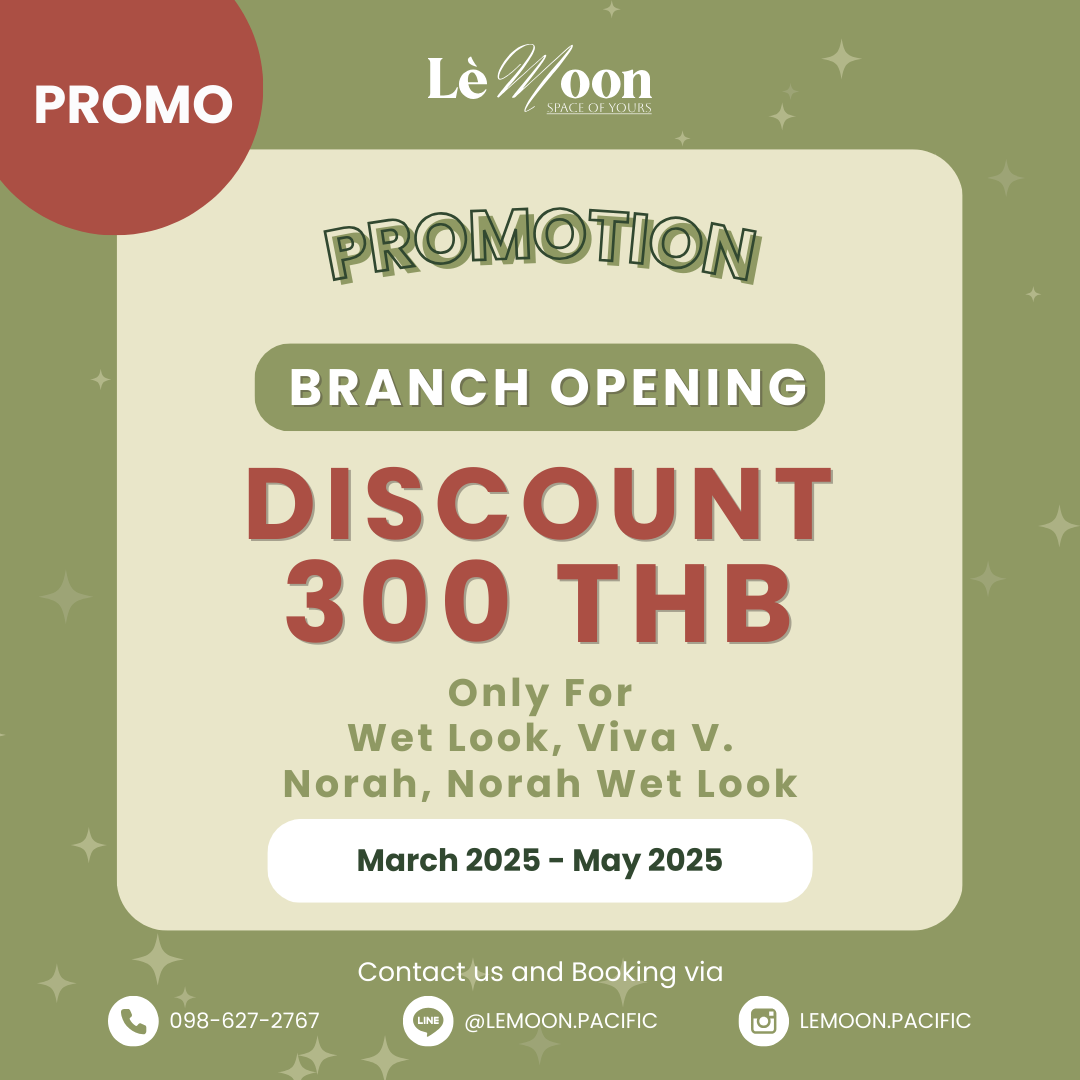 PROMO
Lè Moon
SPACE OF YOURS
PROMOTION
BRANCH OPENING
DISCOUNT
300 THB
Only For
Wet Look, Viva V.
Norah, Norah Wet Look
March 2025 - May 2025
Contact us and Booking via
098-627-2767
LINE
@LEMOON.PACIFIC
LEMOON.PACIFIC